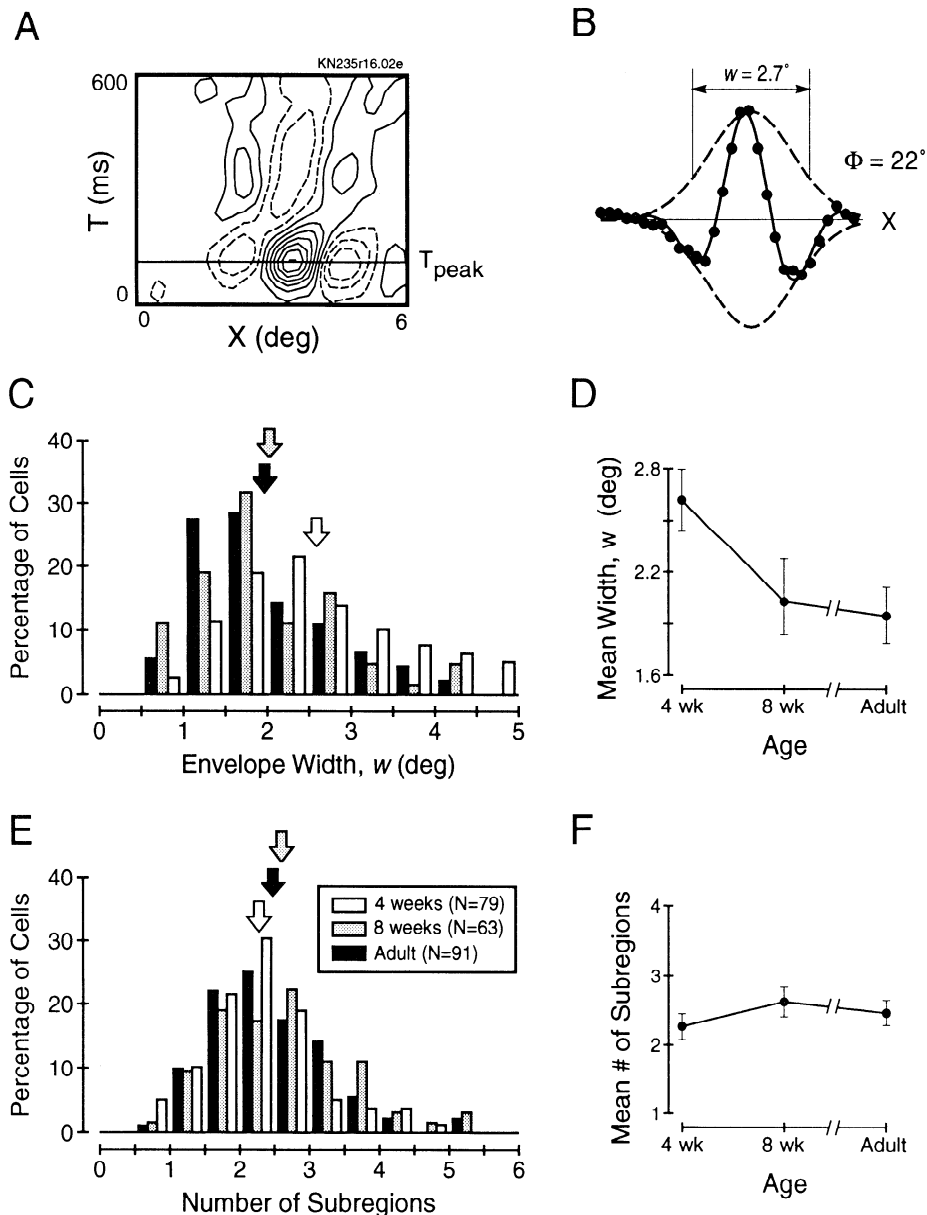 A
KN235r16.02e
600
T (ms)
0
T peak
0
6
X (deg)
B
w = 2.7°
Φ = 22°
X
C
Percentage of Cells
40
30
20
10
0
0 1 2 3 4 5
Envelope Width, w (deg)
D
Mean Width, w (deg)
2.8
2.2
1.6
4 wk 8 wk Adult
Age
E
Percentage of Cells
40
30
20
10
0
4 weeks (N=79)
8 weeks (N=63)
Adult (N=91)
0 1 2 3 4 5 6
Number of Subregions
F
Mean # of Subregions
4
3
2
1
4 wk 8 wk Adult
Age